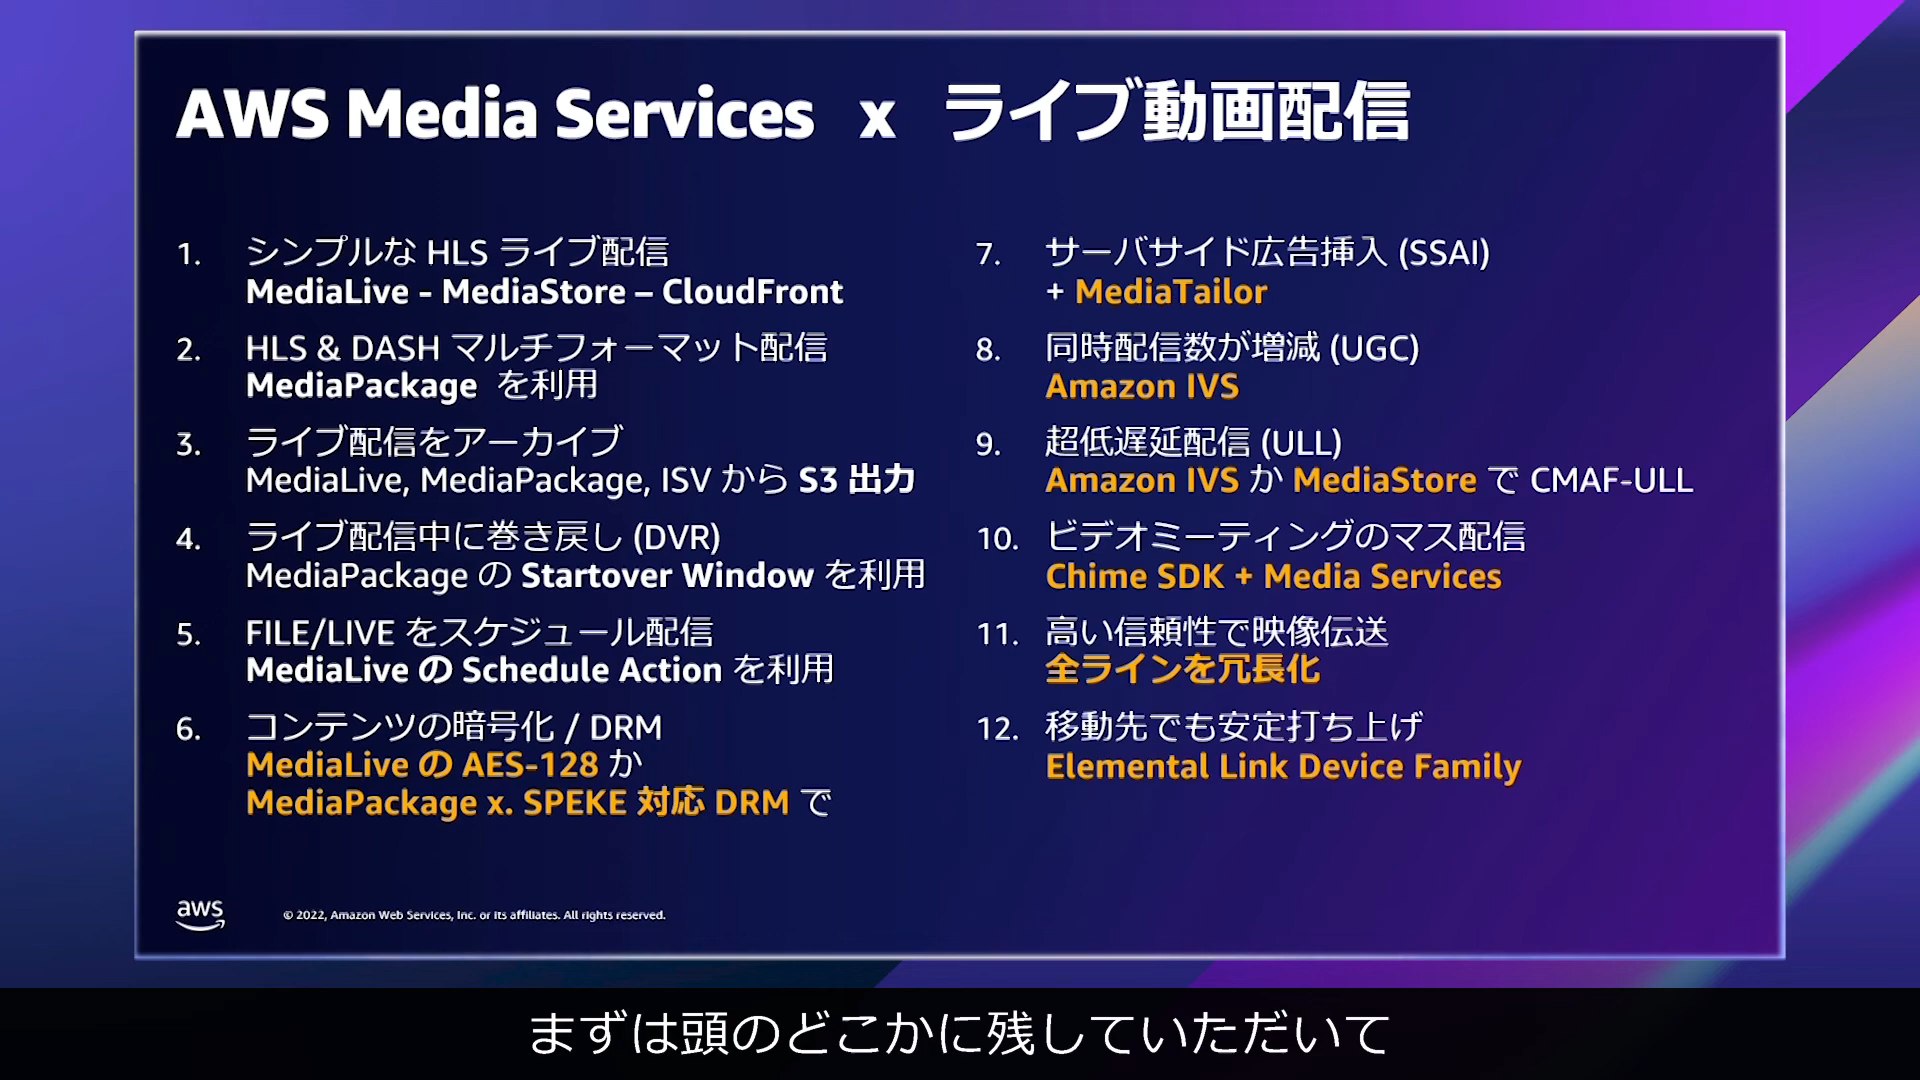 AWS Media Services x ライブ動画配信
1. シンプルな HLS ライブ配信
MediaLive - MediaStore – CloudFront
2. HLS & DASH マルチフォーマット配信
MediaPackage を利用
3. ライブ配信をアーカイブ
MediaLive, MediaPackage, ISV から S3 出力
4. ライブ配信中に巻き戻し (DVR)
MediaPackage の Startover Window を利用
5. FILE/LIVE をスケジュール配信
MediaLive の Schedule Action を利用
6. コンテンツの暗号化 / DRM
MediaLive の AES-128 か
MediaPackage x. SPEKE 対応 DRM で
7. サーバサイド広告挿入 (SSAI)
+ MediaTailor
8. 同時配信数が増減 (UGC)
Amazon IVS
9. 超低遅延配信 (ULL)
Amazon IVS か MediaStore で CMAF-ULL
10. ビデオミーティングのマス配信
Chime SDK + Media Services
11. 高い信頼性で映像伝送
全ラインを冗長化
12. 移動先でも安定打ち上げ
Elemental Link Device Family
aws
© 2022, Amazon Web Services, Inc. or its affiliates. All rights reserved.
まずは頭のどこかに残していただいて